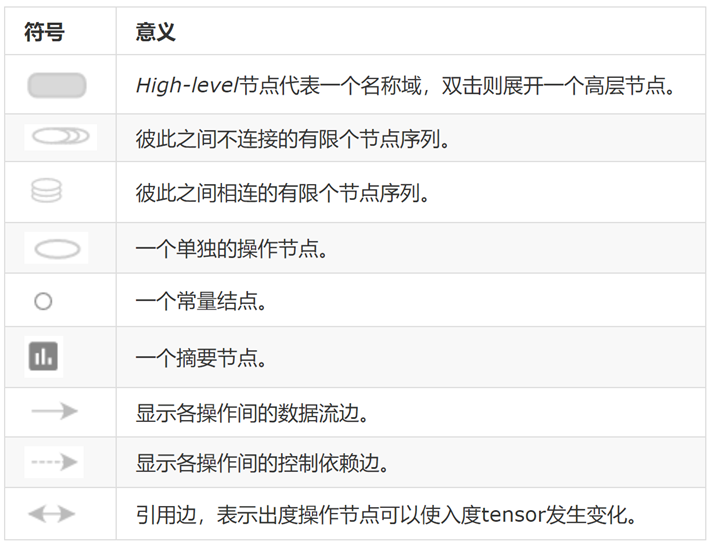 符号 意义
High-level节点代表一个名称域，双击则展开一个高层节点。
彼此之间不连接的有限个节点序列。
彼此之间相连的有限个节点序列。
一个单独的操作节点。
一个常量结点。
一个摘要节点。
显示各操作间的数据流边。
显示各操作间的控制依赖边。
引用边，表示出度操作节点可以使入度tensor发生变化。